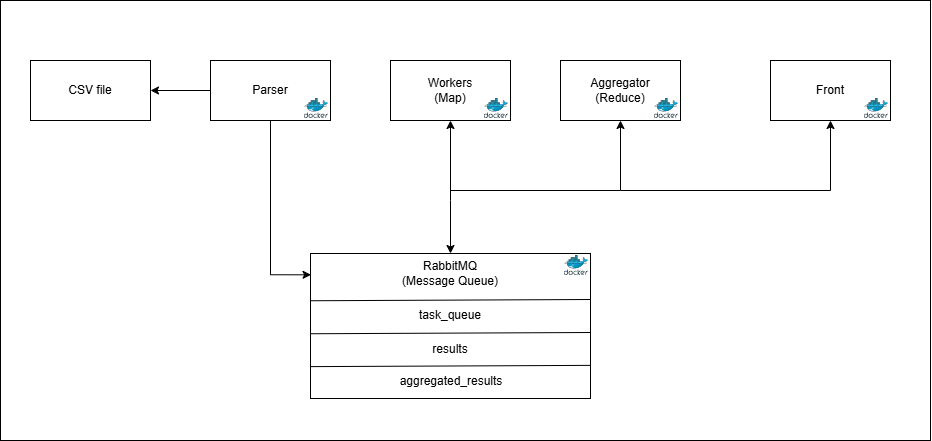 CSV file
Parser
docker
Workers
(Map)
docker
Aggregator
(Reduce)
docker
Front
docker
RabbitMQ
(Message Queue)
docker
task_queue
results
aggregated_results